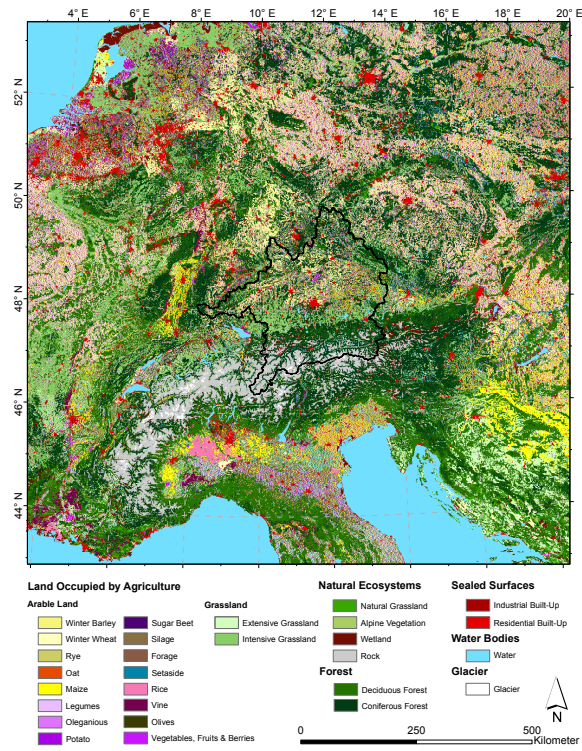 4° E 6° E 8° E 10° E 12° E 14° E 16° E 18° E 20° E
52° N
50° N
48° N
46° N
44° N
Land Occupied by Agriculture
Arable Land
Winter Barley
Winter Wheat
Rye
Oat
Maize
Legumes
Oleganious
Potato
Sugar Beet
Silage
Forage
Setaside
Rice
Vine
Olives
Vegetables, Fruits & Berries
Grassland
Extensive Grassland
Intensive Grassland
Natural Ecosystems
Natural Grassland
Alpine Vegetation
Wetland
Rock
Forest
Deciduous Forest
Coniferous Forest
Sealed Surfaces
Industrial Built-Up
Residential Built-Up
Water Bodies
Water
Glacier
Glacier
N
0 250 500
Kilometer